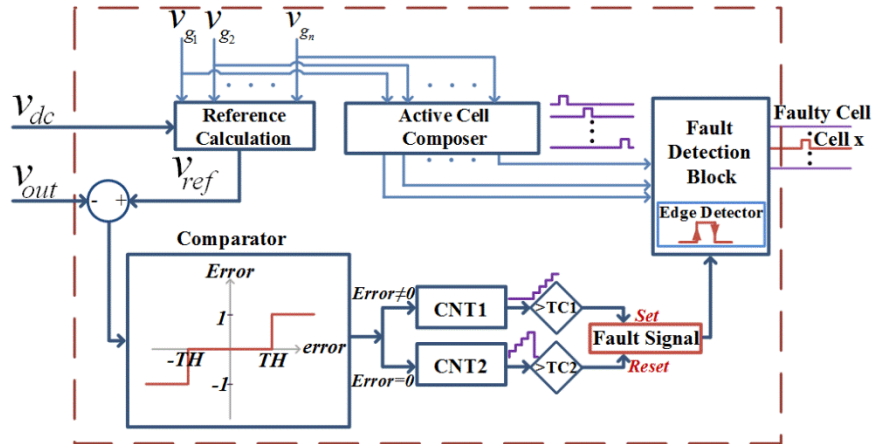 v_g1 v_g2 v_gn
v_dc
Reference
Calculation
Active Cell
Composer
Fault
Detection
Block
Faulty Cell
Cell x
v_ref
v_out
- +
Edge Detector
Comparator
Error
1
-TH TH error
-1
Error≠0
CNT1
>TC1
Set
Fault Signal
Error=0
CNT2
>TC2
Reset